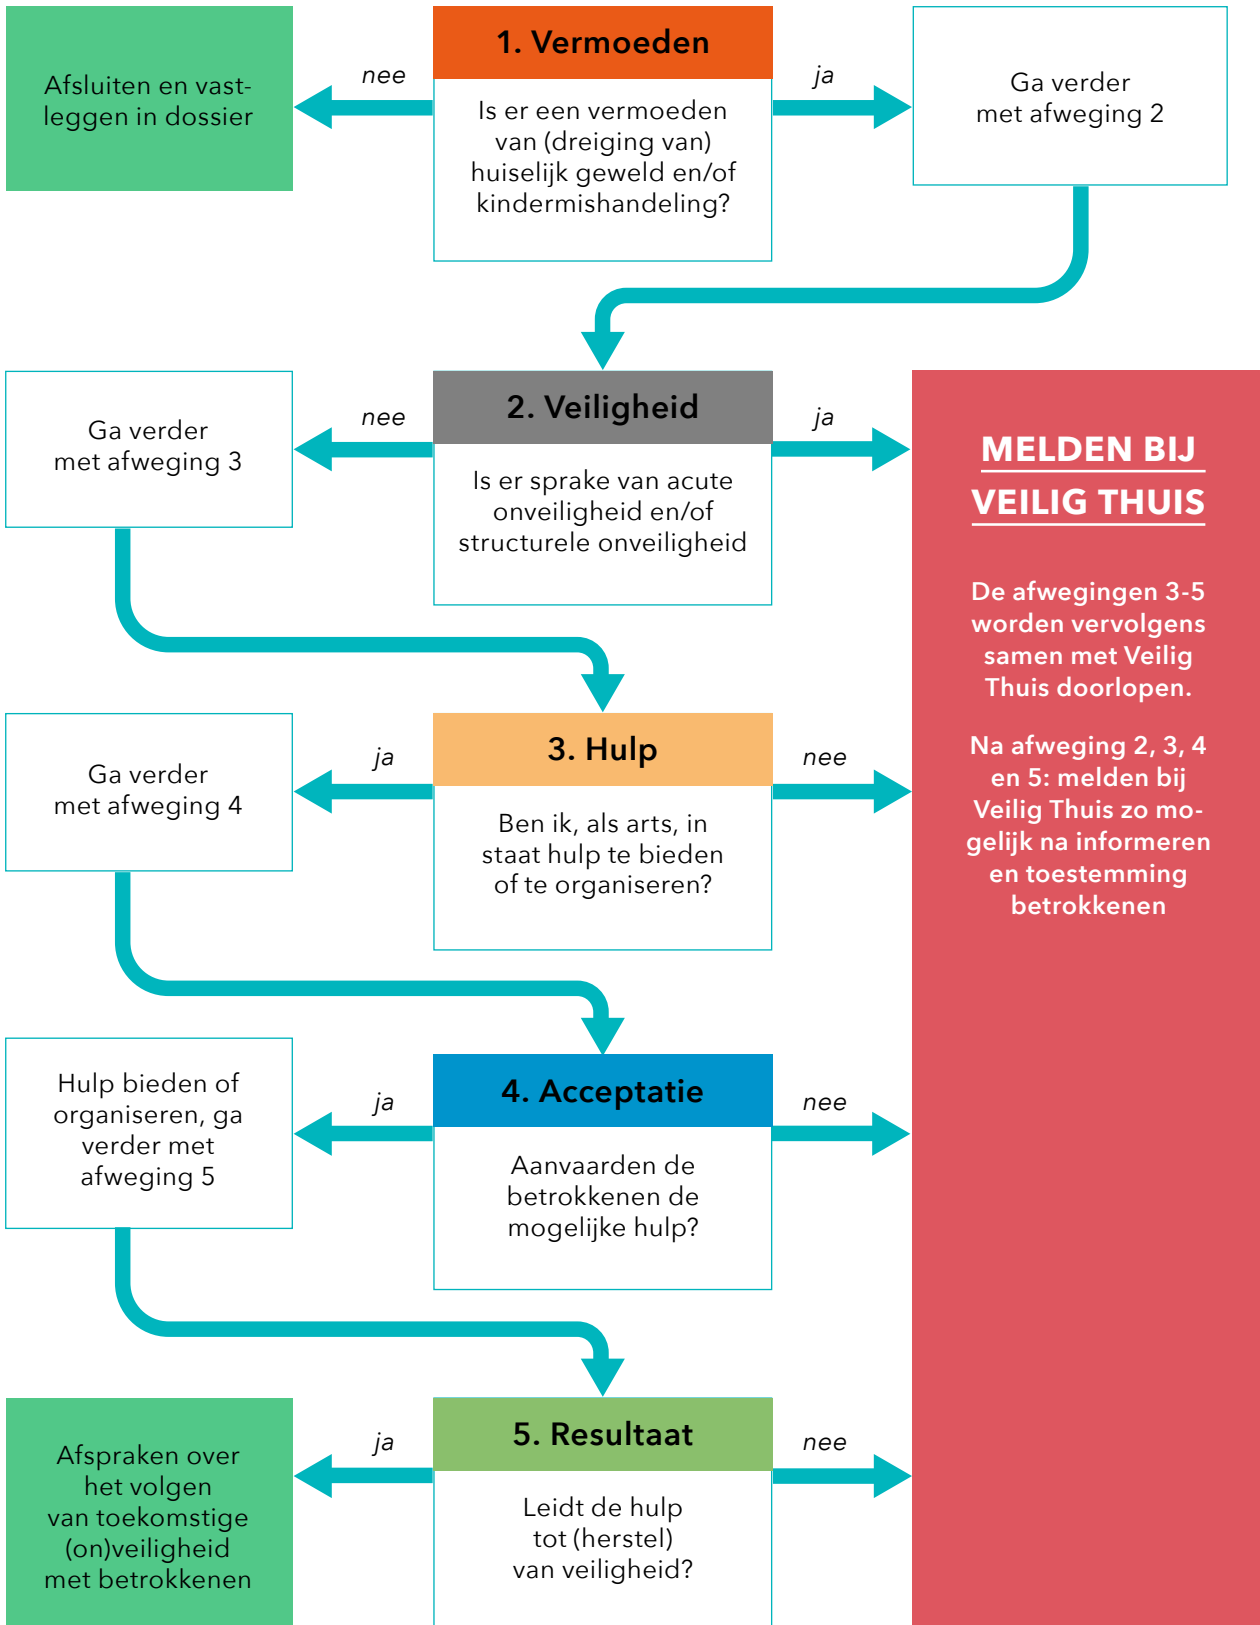 Afsluiten en vast-
leggen in dossier
nee
1. Vermoeden
Is er een vermoeden
van (dreiging van)
huiselijk geweld en/of
kindermishandeling?
ja
Ga verder
met afweging 2
Ga verder
met afweging 3
nee
2. Veiligheid
Is er sprake van acute
onveiligheid en/of
structurele onveiligheid
ja
MELDEN BIJ
VEILIG THUIS
De afwegingen 3-5
worden vervolgens
samen met Veilig
Thuis doorlopen.
Na afweging 2, 3, 4
en 5: melden bij
Veilig Thuis zo mo-
gelijk na informeren
en toestemming
betrokkenen
Ga verder
met afweging 4
ja
3. Hulp
Ben ik, als arts, in
staat hulp te bieden
of te organiseren?
nee
Hulp bieden of
organiseren, ga
verder met
afweging 5
ja
4. Acceptatie
Aanvaarden de
betrokkenen de
mogelijke hulp?
nee
Afspraken over
het volgen
van toekomstige
(on)veiligheid
met betrokkenen
ja
5. Resultaat
Leidt de hulp
tot (herstel)
van veiligheid?
nee